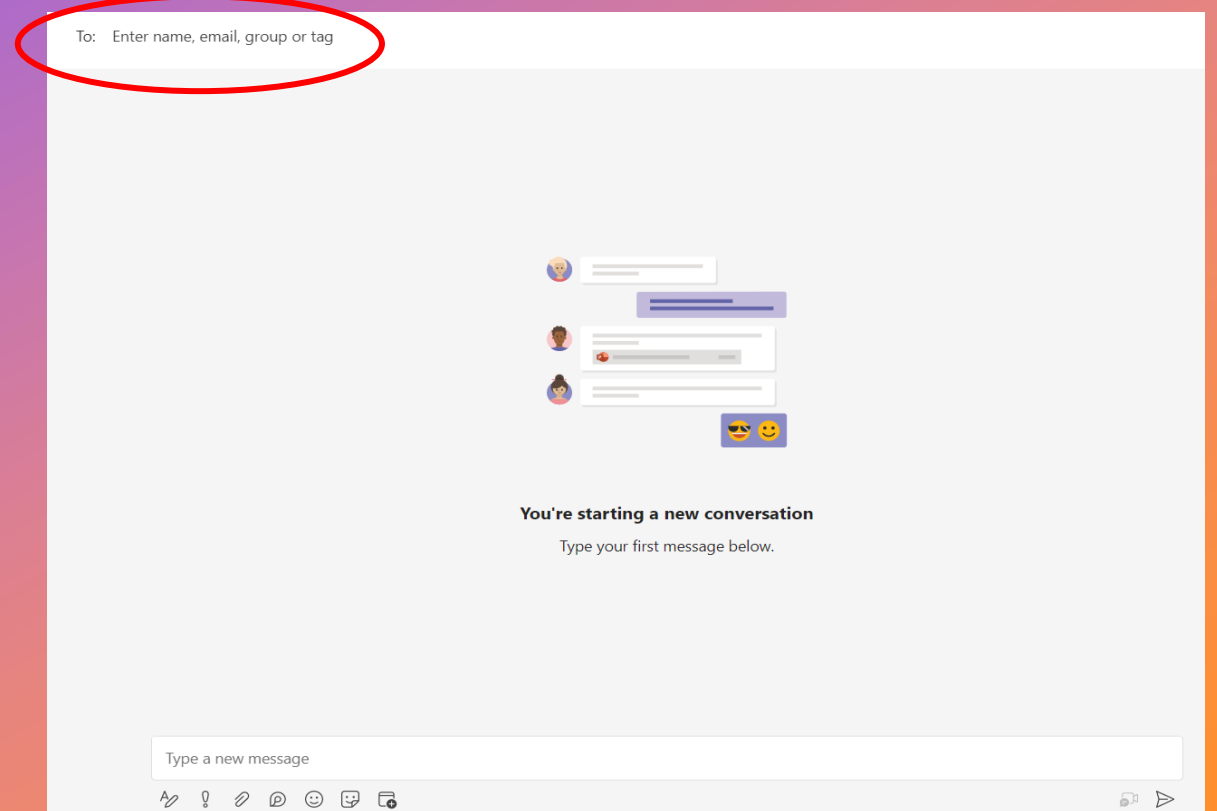 To: Enter name, email, group or tag
You're starting a new conversation
Type your first message below.
Type a new message